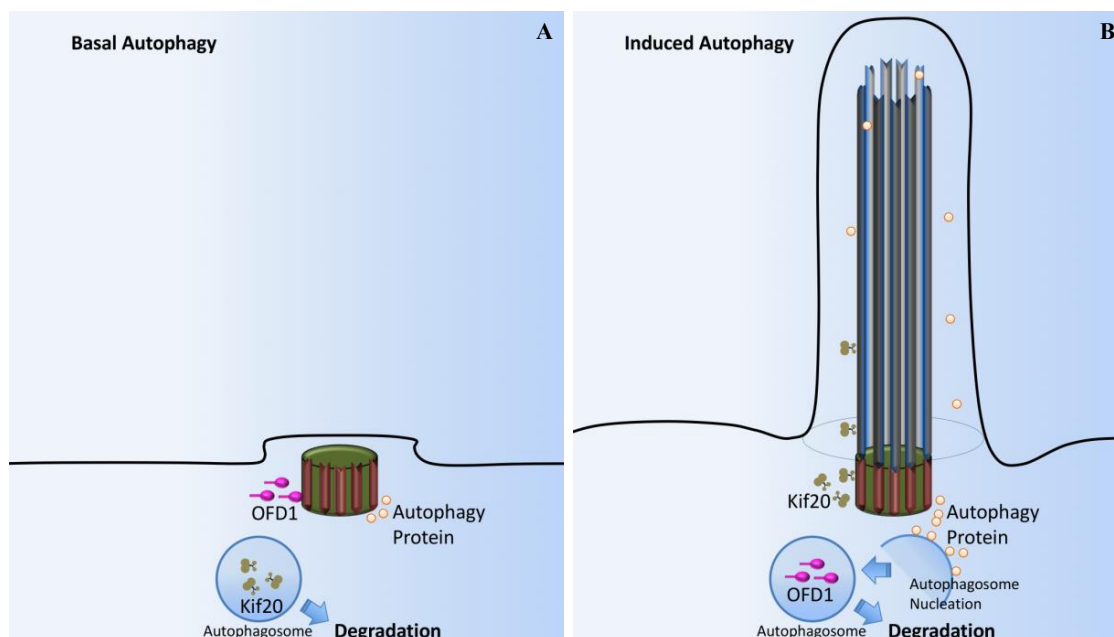 Basal Autophagy
A
OFD1
Autophagy
Protein
Kif20
Autophagosome
Degradation
Induced Autophagy
B
Kif20
Autophagy
Protein
OFD1
Autophagosome
Nucleation
Autophagosome
Degradation